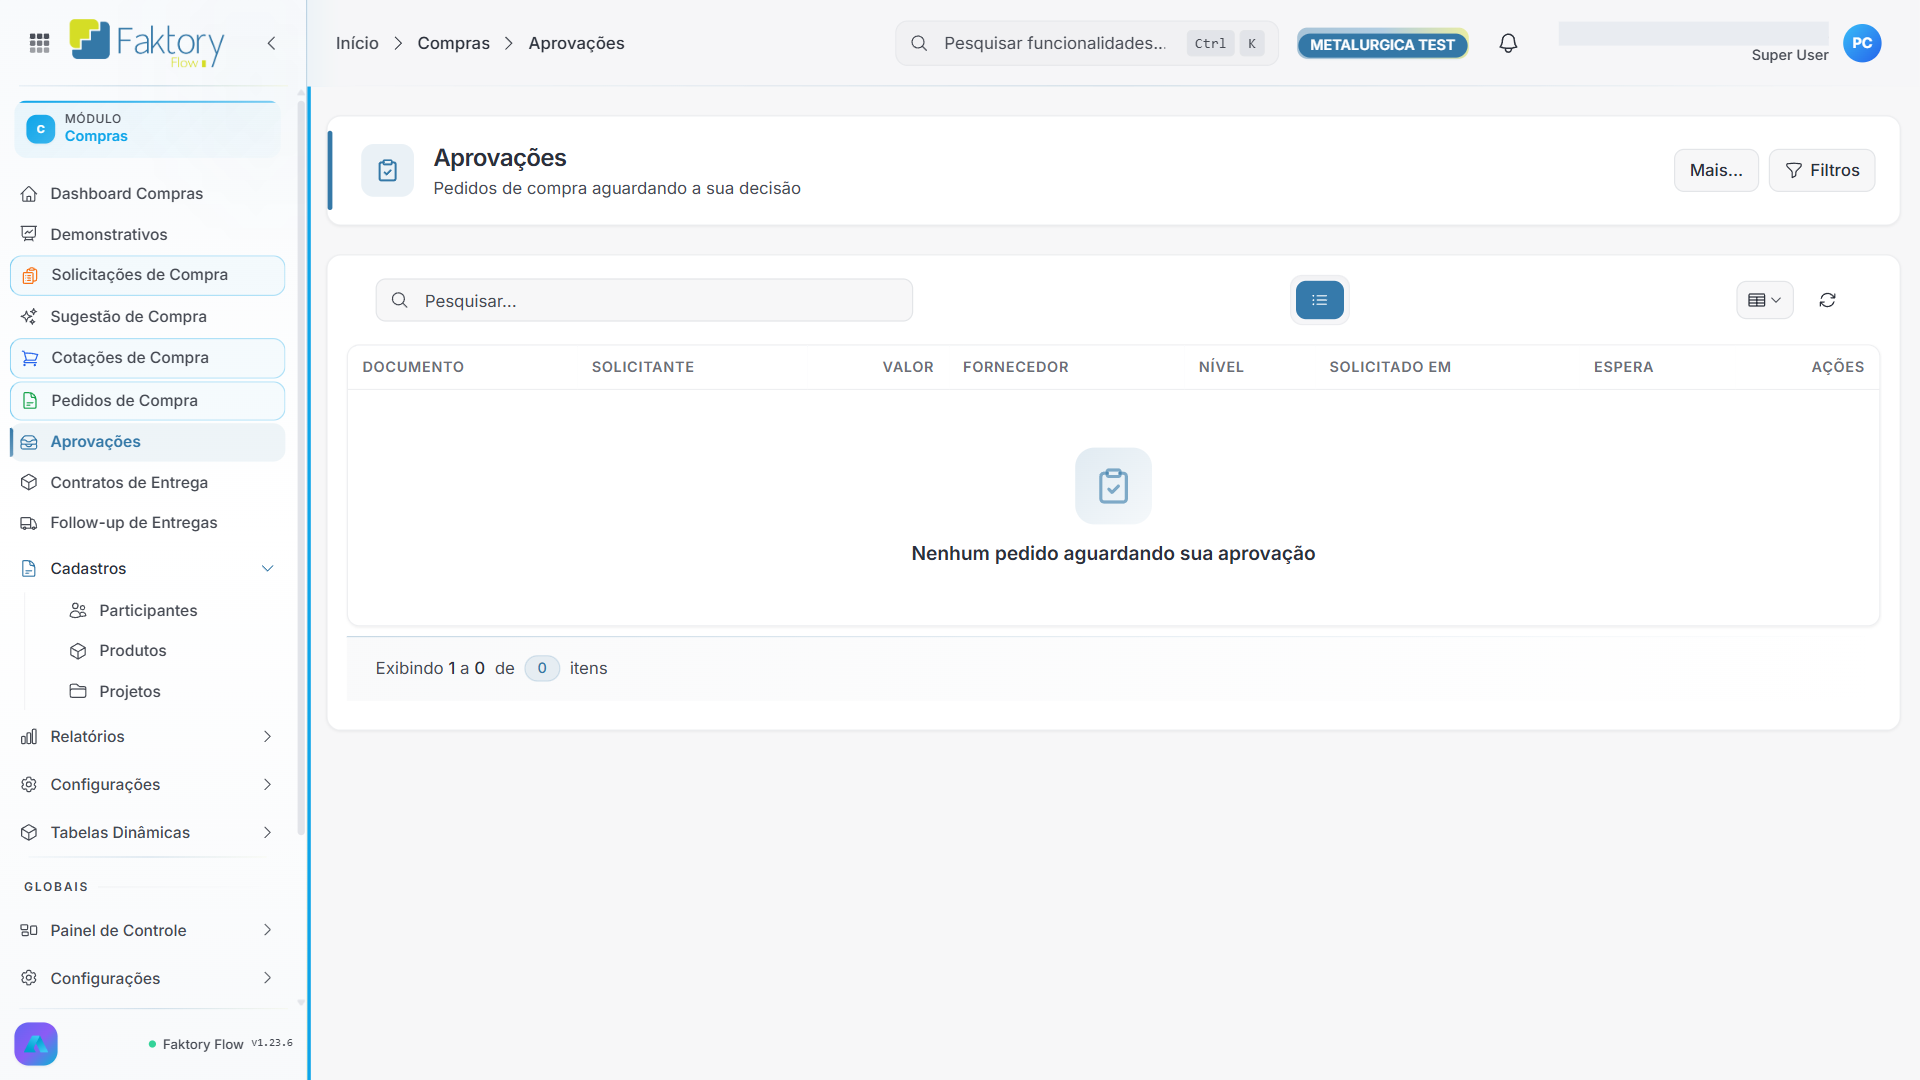 Faktory
Flow
Início
Compras
Aprovações
Pesquisar funcionalidades...
Ctrl
K
METALURGICA TEST
Super User
PC
C
MÓDULO
Compras
Dashboard Compras
Demonstrativos
Solicitações de Compra
Sugestão de Compra
Cotações de Compra
Pedidos de Compra
Aprovações
Contratos de Entrega
Follow-up de Entregas
Cadastros
Participantes
Produtos
Projetos
Relatórios
Configurações
Tabelas Dinâmicas
GLOBAIS
Painel de Controle
Configurações
Faktory Flow v1.23.6
Aprovações
Pedidos de compra aguardando a sua decisão
Mais...
Filtros
Pesquisar...
DOCUMENTO SOLICITANTE VALOR FORNECEDOR NÍVEL SOLICITADO EM ESPERA AÇÕES
Nenhum pedido aguardando sua aprovação
Exibindo 1 a 0 de 0 itens